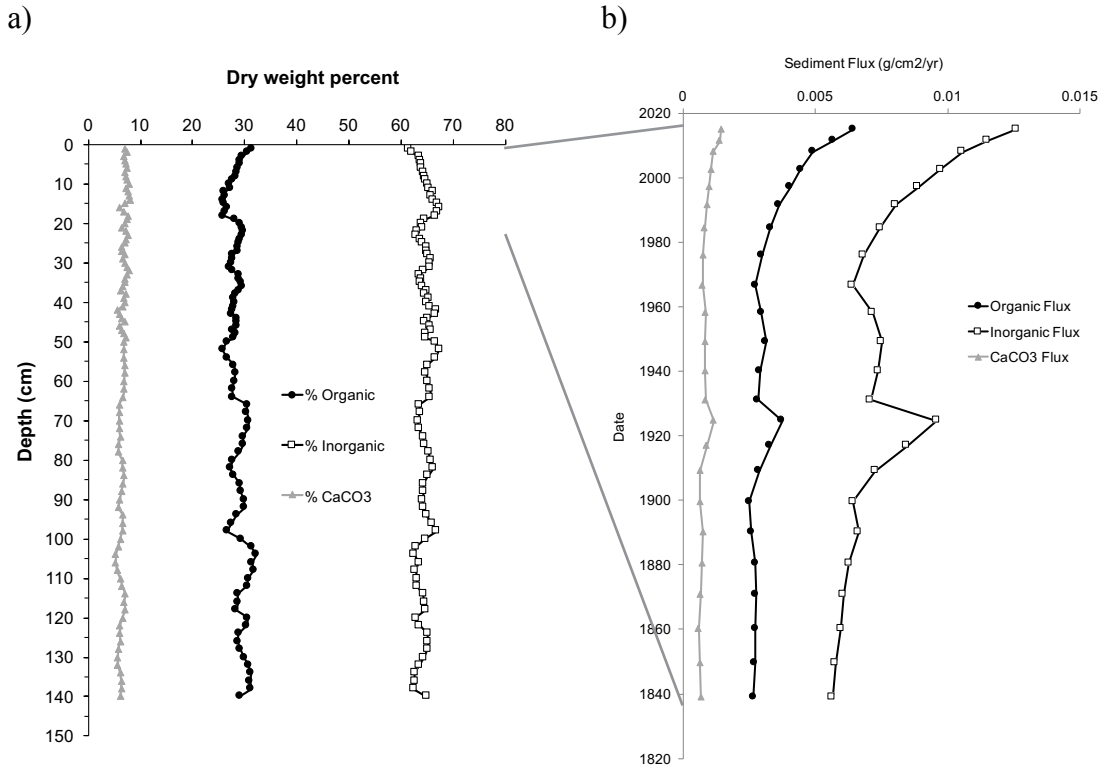 a)
Dry weight percent
0 10 20 30 40 50 60 70 80
0
10
20
30
40
50
60
70
80
90
100
110
120
130
140
150
Depth (cm)
% Organic
% Inorganic
% CaCO3
b)
Sediment Flux (g/cm2/yr)
0 0.005 0.01 0.015
2020
2000
1980
1960
1940
1920
1900
1880
1860
1840
1820
Date
Organic Flux
Inorganic Flux
CaCO3 Flux